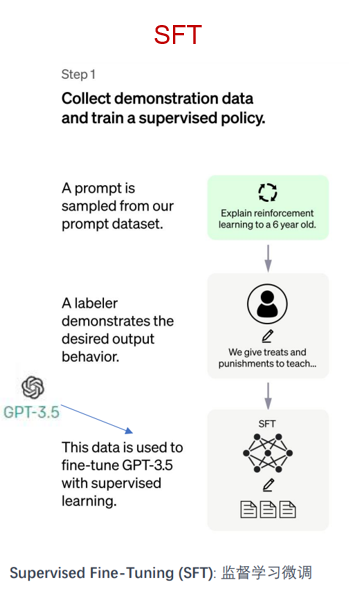 SFT
Step 1
Collect demonstration data
and train a supervised policy.
A prompt is
sampled from our
prompt dataset.
Explain reinforcement
learning to a 6 year old.
A labeler
demonstrates the
desired output
behavior.
We give treats and
punishments to teach...
GPT-3.5
SFT
This data is used to
fine-tune GPT-3.5
with supervised
learning.
Supervised Fine-Tuning (SFT): 监督学习微调